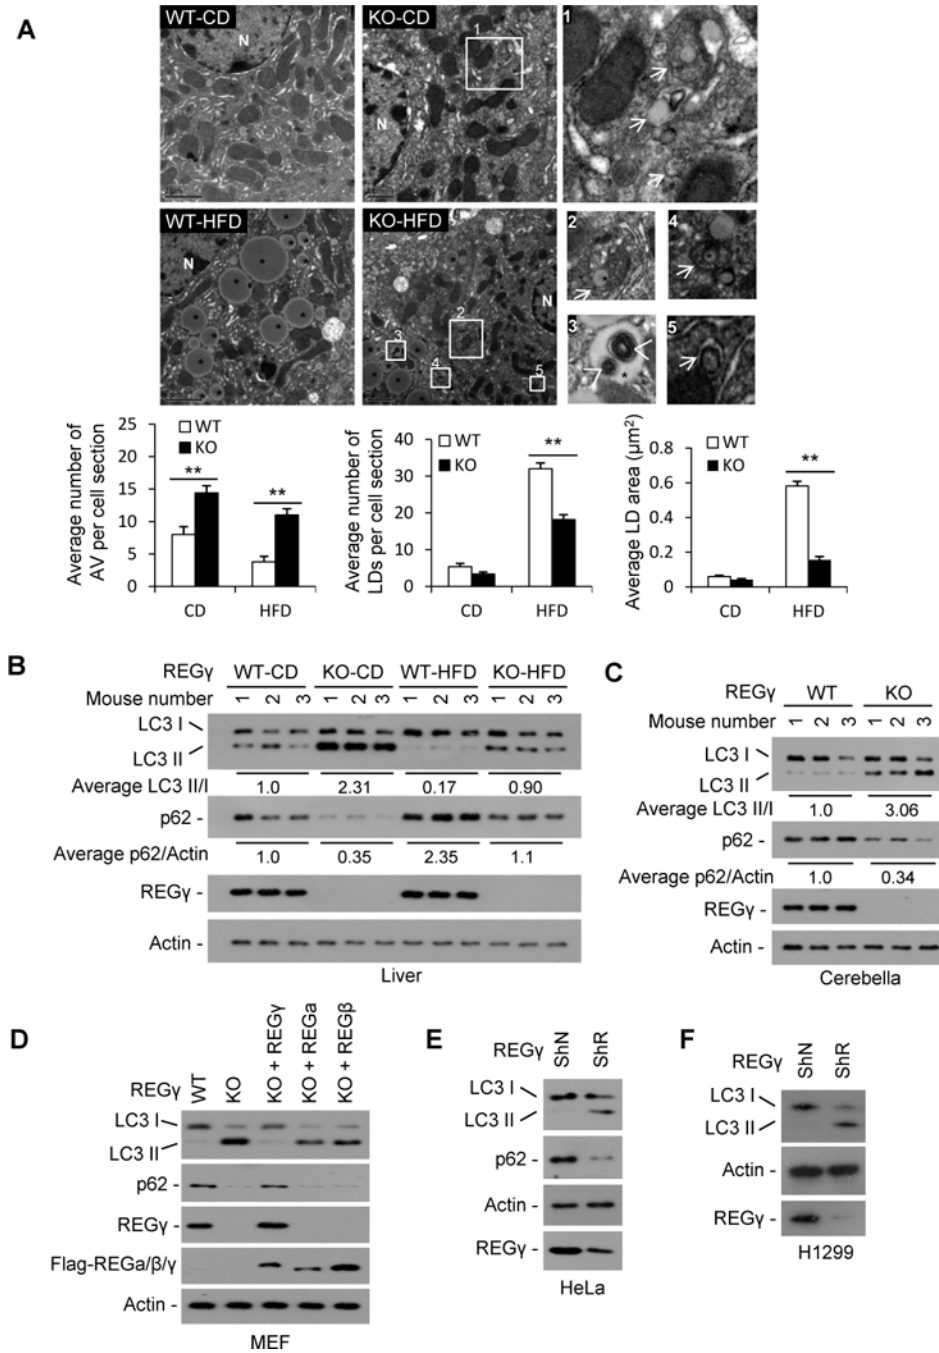 A
WT-CD
N
KO-CD
1
N
1
WT-HFD
N
KO-HFD
N
2
3
4
5
2
4
3
5
Average number of
AV per cell section
25
20
15
10
5
0
WT
KO
**
**
CD
HFD
Average number of
LDs per cell section
40
30
20
10
0
WT
KO
**
CD
HFD
Average LD area (µm²)
0.8
0.6
0.4
0.2
0
WT
KO
**
CD
HFD
B
REGγ WT-CD KO-CD WT-HFD KO-HFD
Mouse number 1 2 3 1 2 3 1 2 3 1 2 3
LC3 I
LC3 II
Average LC3 II/I 1.0 2.31 0.17 0.90
p62 -
Average p62/Actin 1.0 0.35 2.35 1.1
REGγ -
Actin -
Liver
C
REGγ WT KO
Mouse number 1 2 3 1 2 3
LC3 I
LC3 II
Average LC3 II/I 1.0 3.06
p62 -
Average p62/Actin 1.0 0.34
REGγ -
Actin -
Cerebella
D
REGγ WT KO KO + REGγ KO + REGa KO + REGβ
LC3 I
LC3 II
p62 -
REGγ -
Flag-REGa/β/γ
Actin -
MEF
E
REGγ ShN ShR
LC3 I
LC3 II
p62 -
Actin -
REGγ -
HeLa
F
REGγ ShN ShR
LC3 I
LC3 II
Actin -
REGγ -
H1299